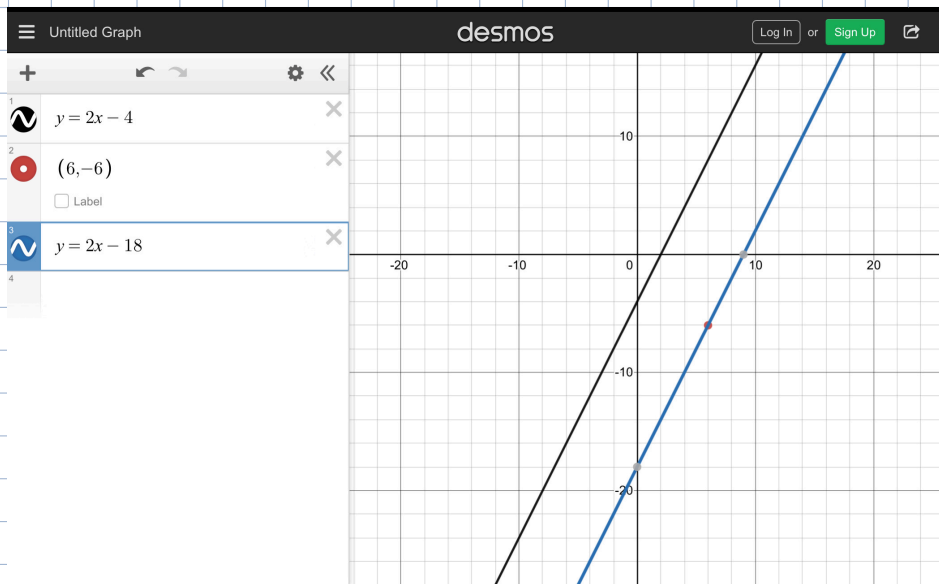 Untitled Graph
desmos
Log In or Sign Up
1
y = 2x − 4
2
(6,−6)
Label
3
y = 2x − 18
4
10
-20 -10 0 10 20
-10
-20